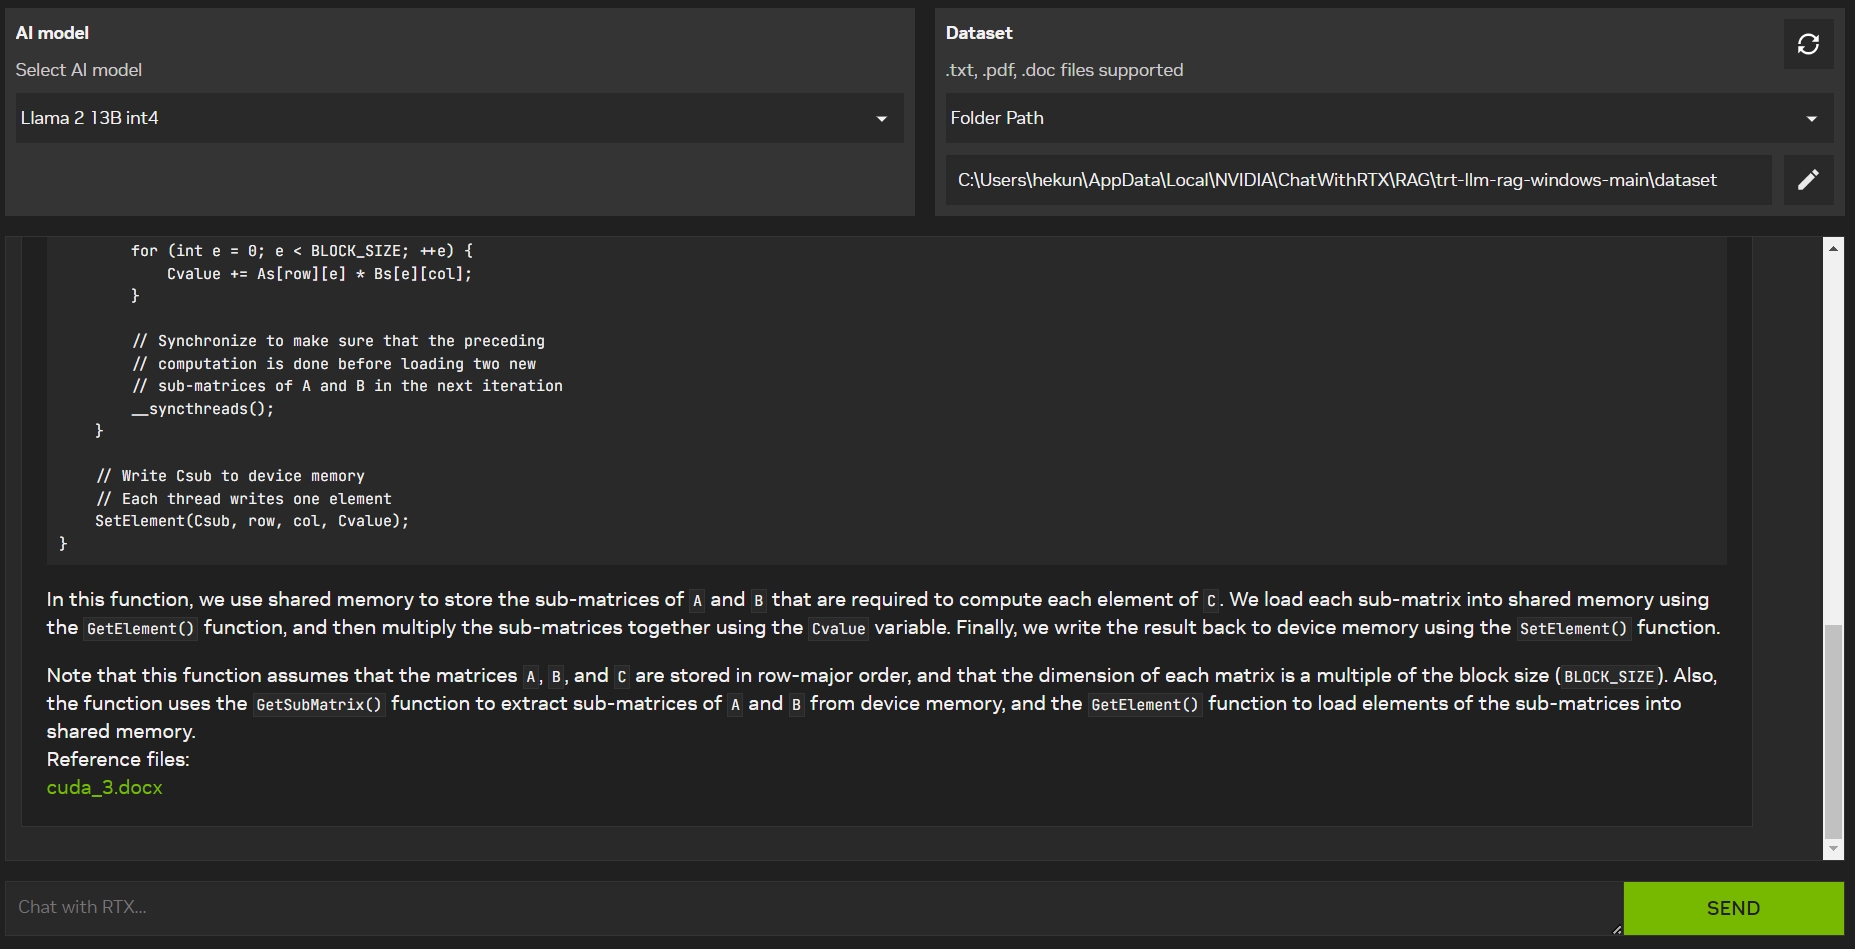 AI model
Select AI model
Llama 2 13B int4
Dataset
.txt, .pdf, .doc files supported
Folder Path
C:\Users\hekun\AppData\Local\NVIDIA\ChatWithRTX\RAG\trt-llm-rag-windows-main\dataset
for (int e = 0; e < BLOCK_SIZE; ++e) {
Cvalue += As[row][e] * Bs[e][col];
}
// Synchronize to make sure that the preceding
// computation is done before loading two new
// sub-matrices of A and B in the next iteration
__syncthreads();
}
// Write Csub to device memory
// Each thread writes one element
SetElement(Csub, row, col, Cvalue);
}
In this function, we use shared memory to store the sub-matrices of A and B that are required to compute each element of C. We load each sub-matrix into shared memory using
the GetElement() function, and then multiply the sub-matrices together using the Cvalue variable. Finally, we write the result back to device memory using the SetElement() function.
Note that this function assumes that the matrices A, B, and C are stored in row-major order, and that the dimension of each matrix is a multiple of the block size (BLOCK_SIZE). Also,
the function uses the GetSubMatrix() function to extract sub-matrices of A and B from device memory, and the GetElement() function to load elements of the sub-matrices into
shared memory.
Reference files:
cuda_3.docx
Chat with RTX...
SEND